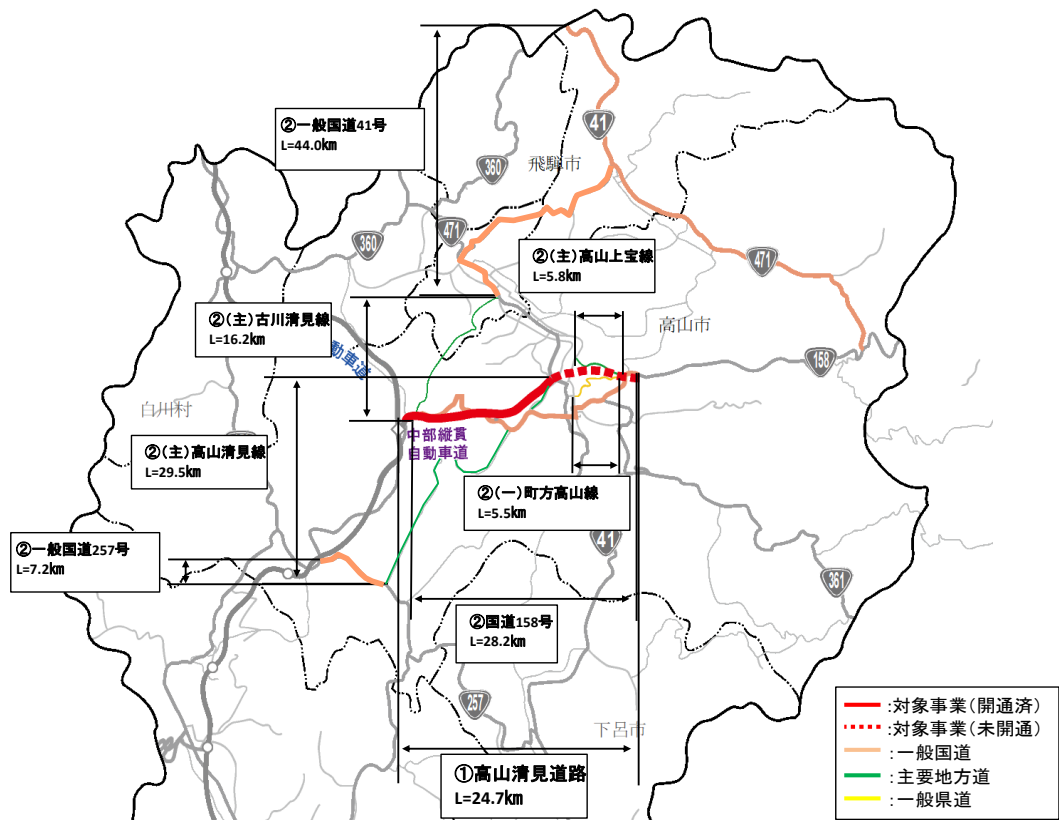 ②一般国道41号
L=44.0km
41
360
飛騨市
471
360
②(主)高山上宝線
L=5.8km
471
②(主)古川清見線
L=16.2km
高山市
158
動車道
白川村
中部縦貫
自動車道
②(主)高山清見線
L=29.5km
②(一)町方高山線
L=5.5km
②一般国道257号
L=7.2km
41
361
②国道158号
L=28.2km
257
下呂市
①高山清見道路
L=24.7km
:対象事業(開通済)
:対象事業(未開通)
:一般国道
:主要地方道
:一般県道